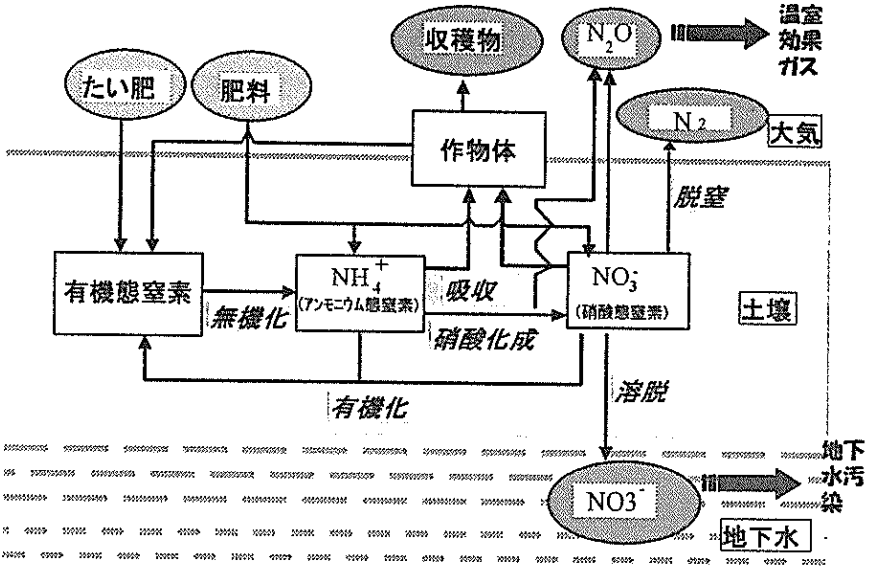 収穫物
N₂O
温室
効果
ガス
たい肥
肥料
N₂
大気
作物体
脱窒
有機態窒素
無機化
NH₄⁺
(アンモニウム態窒素)
吸収
硝酸化成
NO₃⁻
(硝酸態窒素)
土壌
有機化
溶脱
NO3⁻
地下
水汚
染
地下水